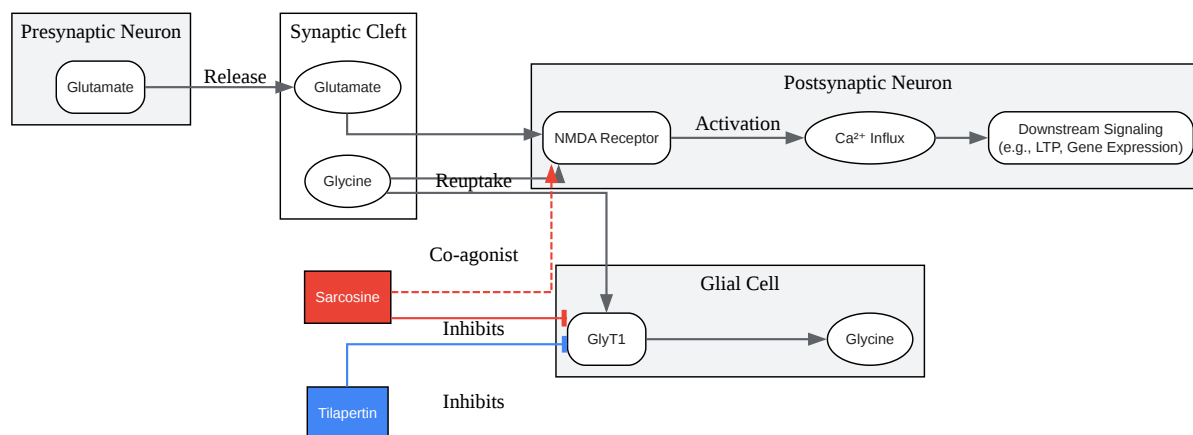 Presynaptic Neuron
Glutamate
Release
Synaptic Cleft
Glutamate
Glycine
Postsynaptic Neuron
NMDA Receptor
Activation
Ca²⁺ Influx
Downstream Signaling
(e.g., LTP, Gene Expression)
Reuptake
Co-agonist
Sarcosine
Inhibits
Glial Cell
GlyT1
Glycine
Tilapertin
Inhibits